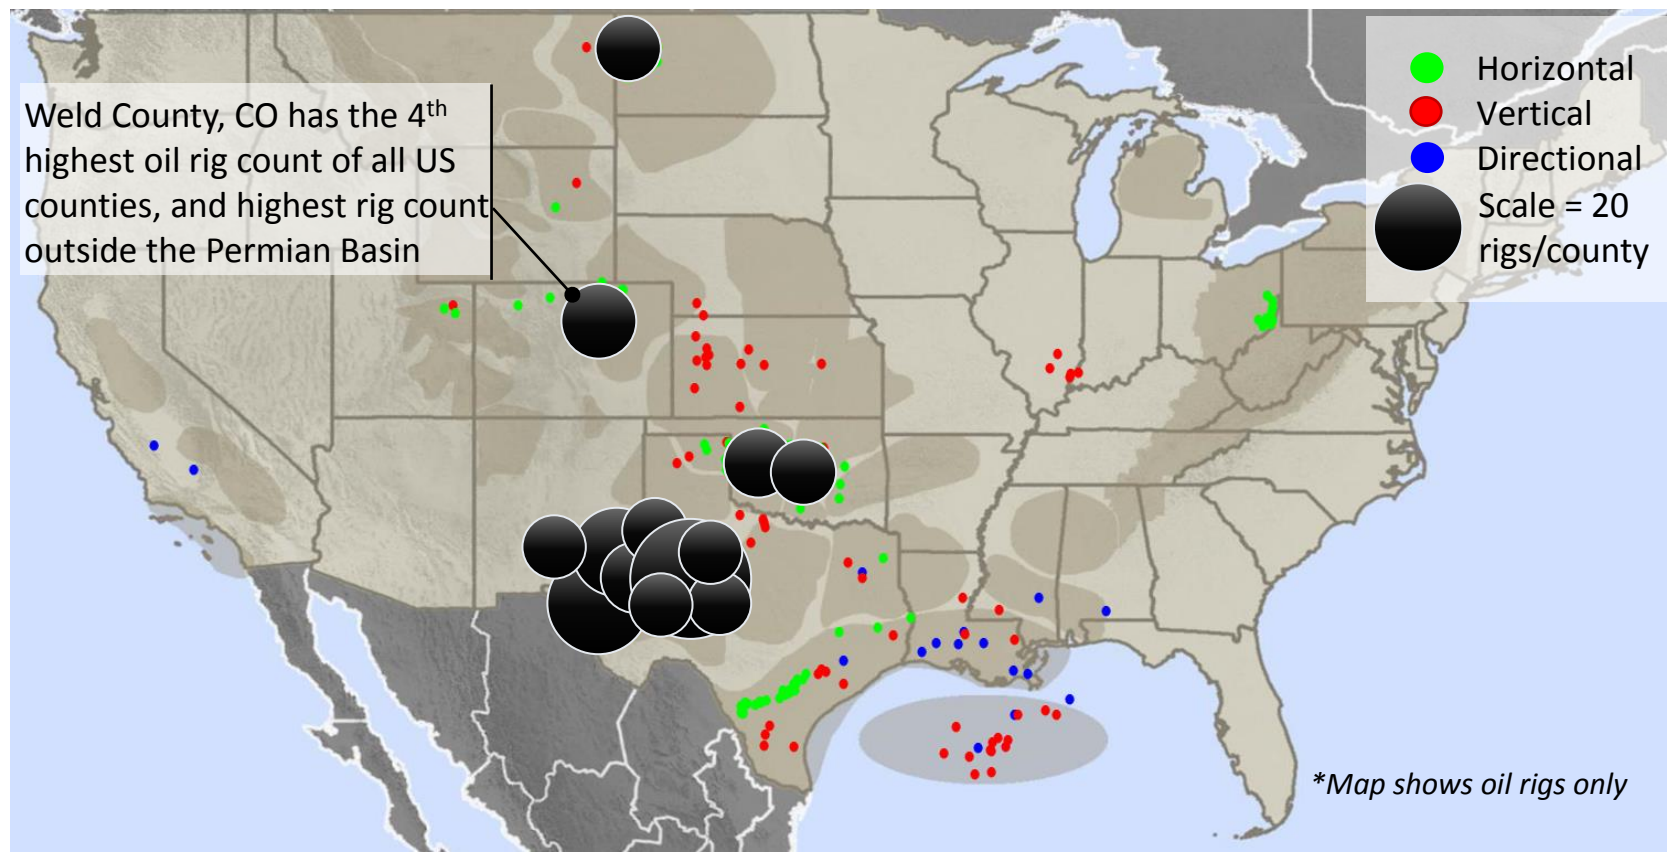 Weld County, CO has the 4th
highest oil rig count of all US
counties, and highest rig count
outside the Permian Basin
Horizontal
Vertical
Directional
Scale = 20
rigs/county
*Map shows oil rigs only